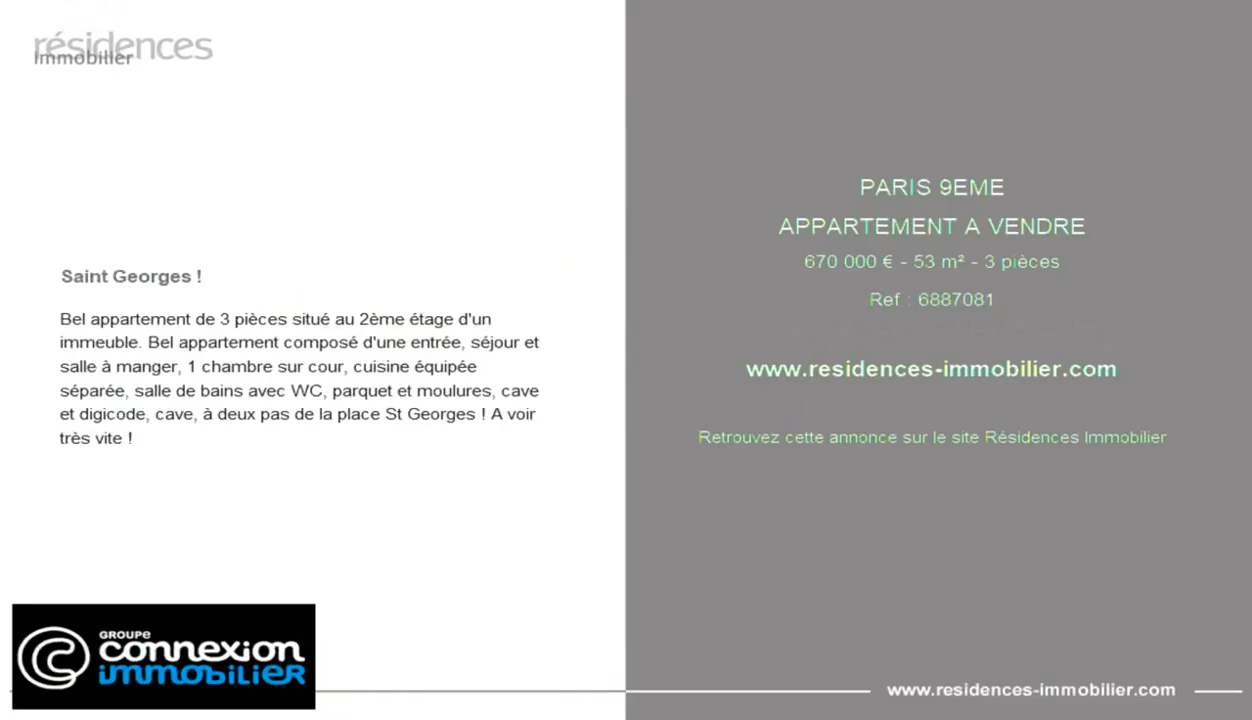 résidences
Immobilier
Saint Georges !
Bel appartement de 3 pièces situé au 2ème étage d'un
immeuble. Bel appartement composé d'une entrée, séjour et
salle à manger, 1 chambre sur cour, cuisine équipée
séparée, salle de bains avec WC, parquet et moulures, cave
et digicode, cave, à deux pas de la place St Georges ! A voir
très vite !
GROUPE
connexion
immobilier
PARIS 9EME
APPARTEMENT A VENDRE
670 000 € - 53 m² - 3 pièces
Ref : 6887081
www.residences-immobilier.com
Retrouvez cette annonce sur le site Résidences Immobilier
www.residences-immobilier.com